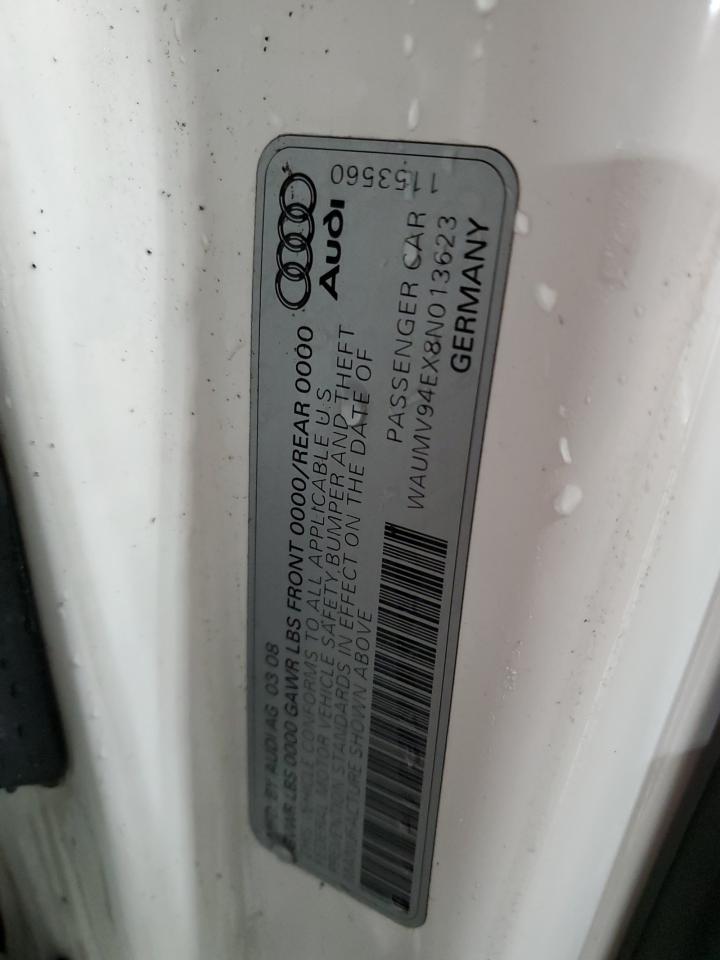 MFD. BY AUDI AG 03 08
GVWR LBS 0000 GAWR LBS FRONT 0000/REAR 0000
THIS VEHICLE CONFORMS TO ALL APPLICABLE U S
FEDERAL MOTOR VEHICLE SAFETY, BUMPER AND THEFT
PREVENTION STANDARDS IN EFFECT ON THE DATE OF
MANUFACTURE SHOWN ABOVE
Audi
1153560
PASSENGER CAR
WAUMV94EX8N013623
GERMANY